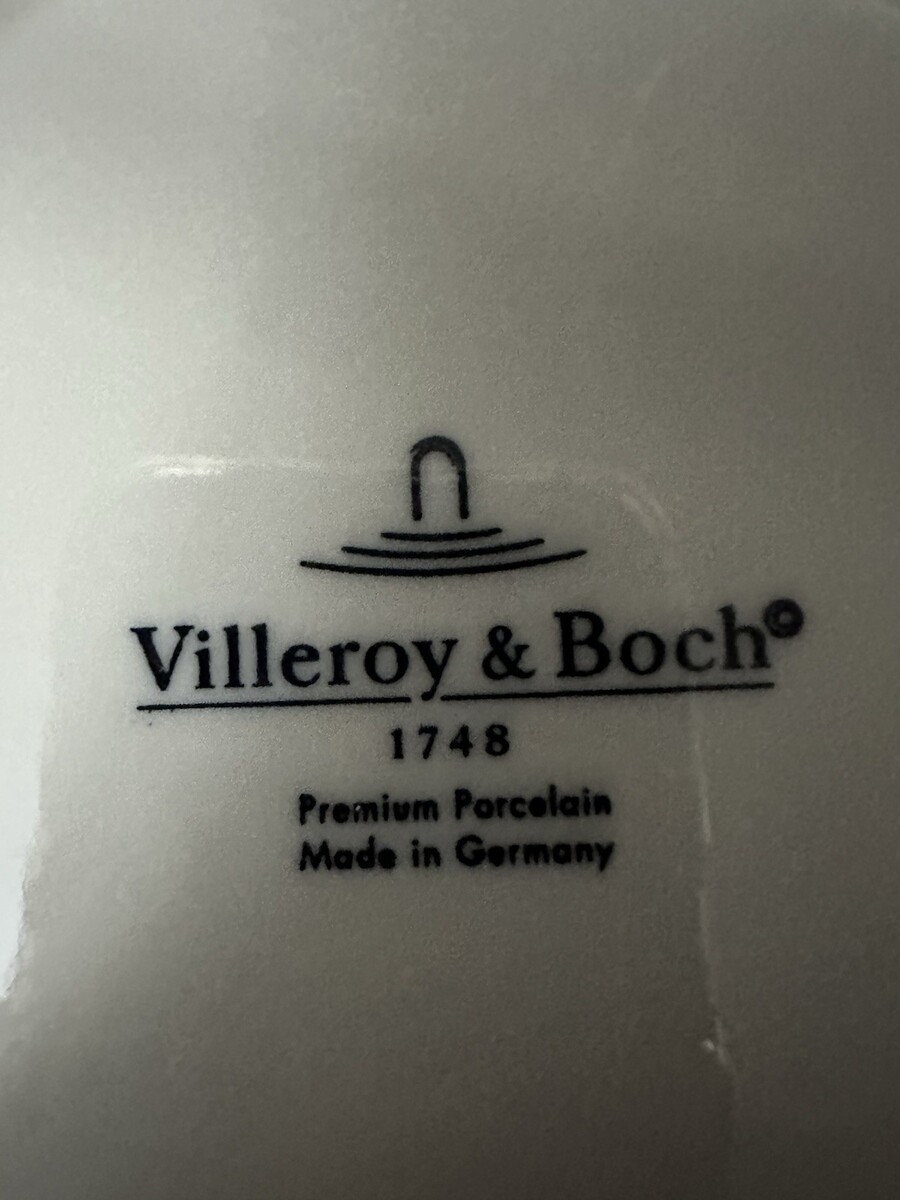 Villeroy & Boch©
1748
Premium Porcelain
Made in Germany